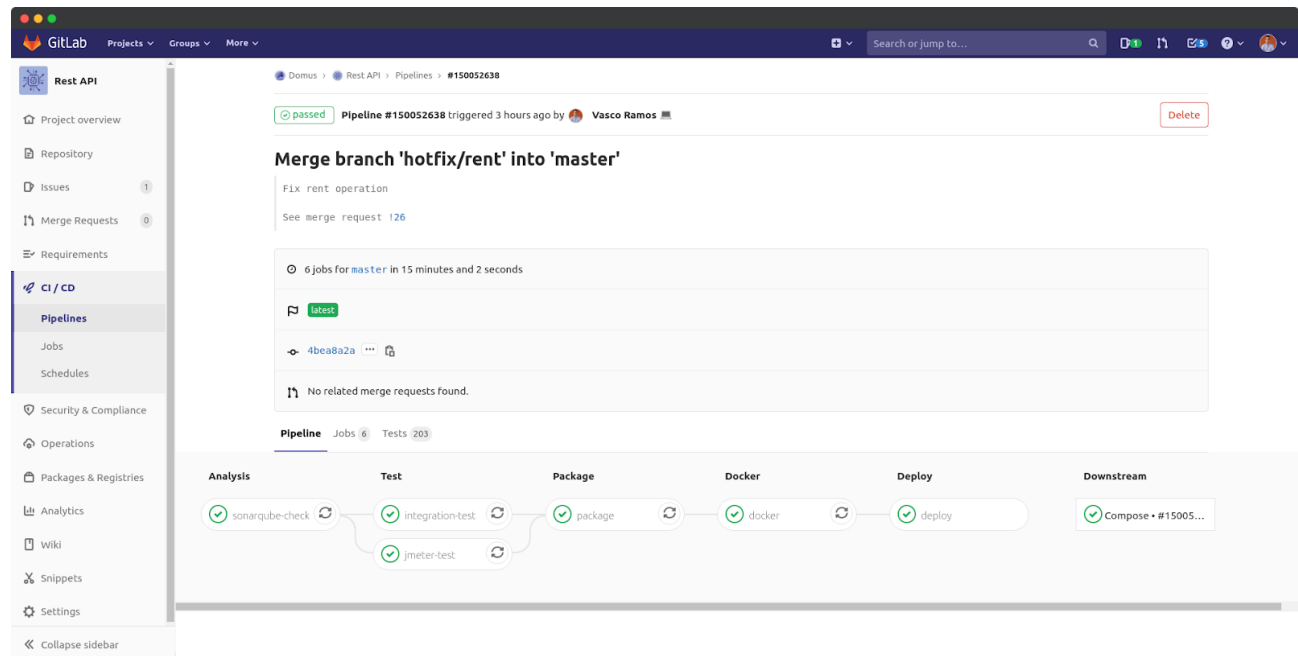 GitLab Projects Groups More Search or jump to... 1 5
Rest API
Project overview
Repository
Issues 1
Merge Requests 0
Requirements
CI / CD
Pipelines
Jobs
Schedules
Security & Compliance
Operations
Packages & Registries
Analytics
Wiki
Snippets
Settings
Collapse sidebar
Domus › Rest API › Pipelines › #150052638
passed Pipeline #150052638 triggered 3 hours ago by Vasco Ramos Delete
Merge branch 'hotfix/rent' into 'master'
Fix rent operation
See merge request !26
6 jobs for master in 15 minutes and 2 seconds
latest
4bea8a2a ...
No related merge requests found.
Pipeline Jobs 6 Tests 203
Analysis Test Package Docker Deploy Downstream
sonarqube-check integration-test package docker deploy Compose • #15005...
jmeter-test